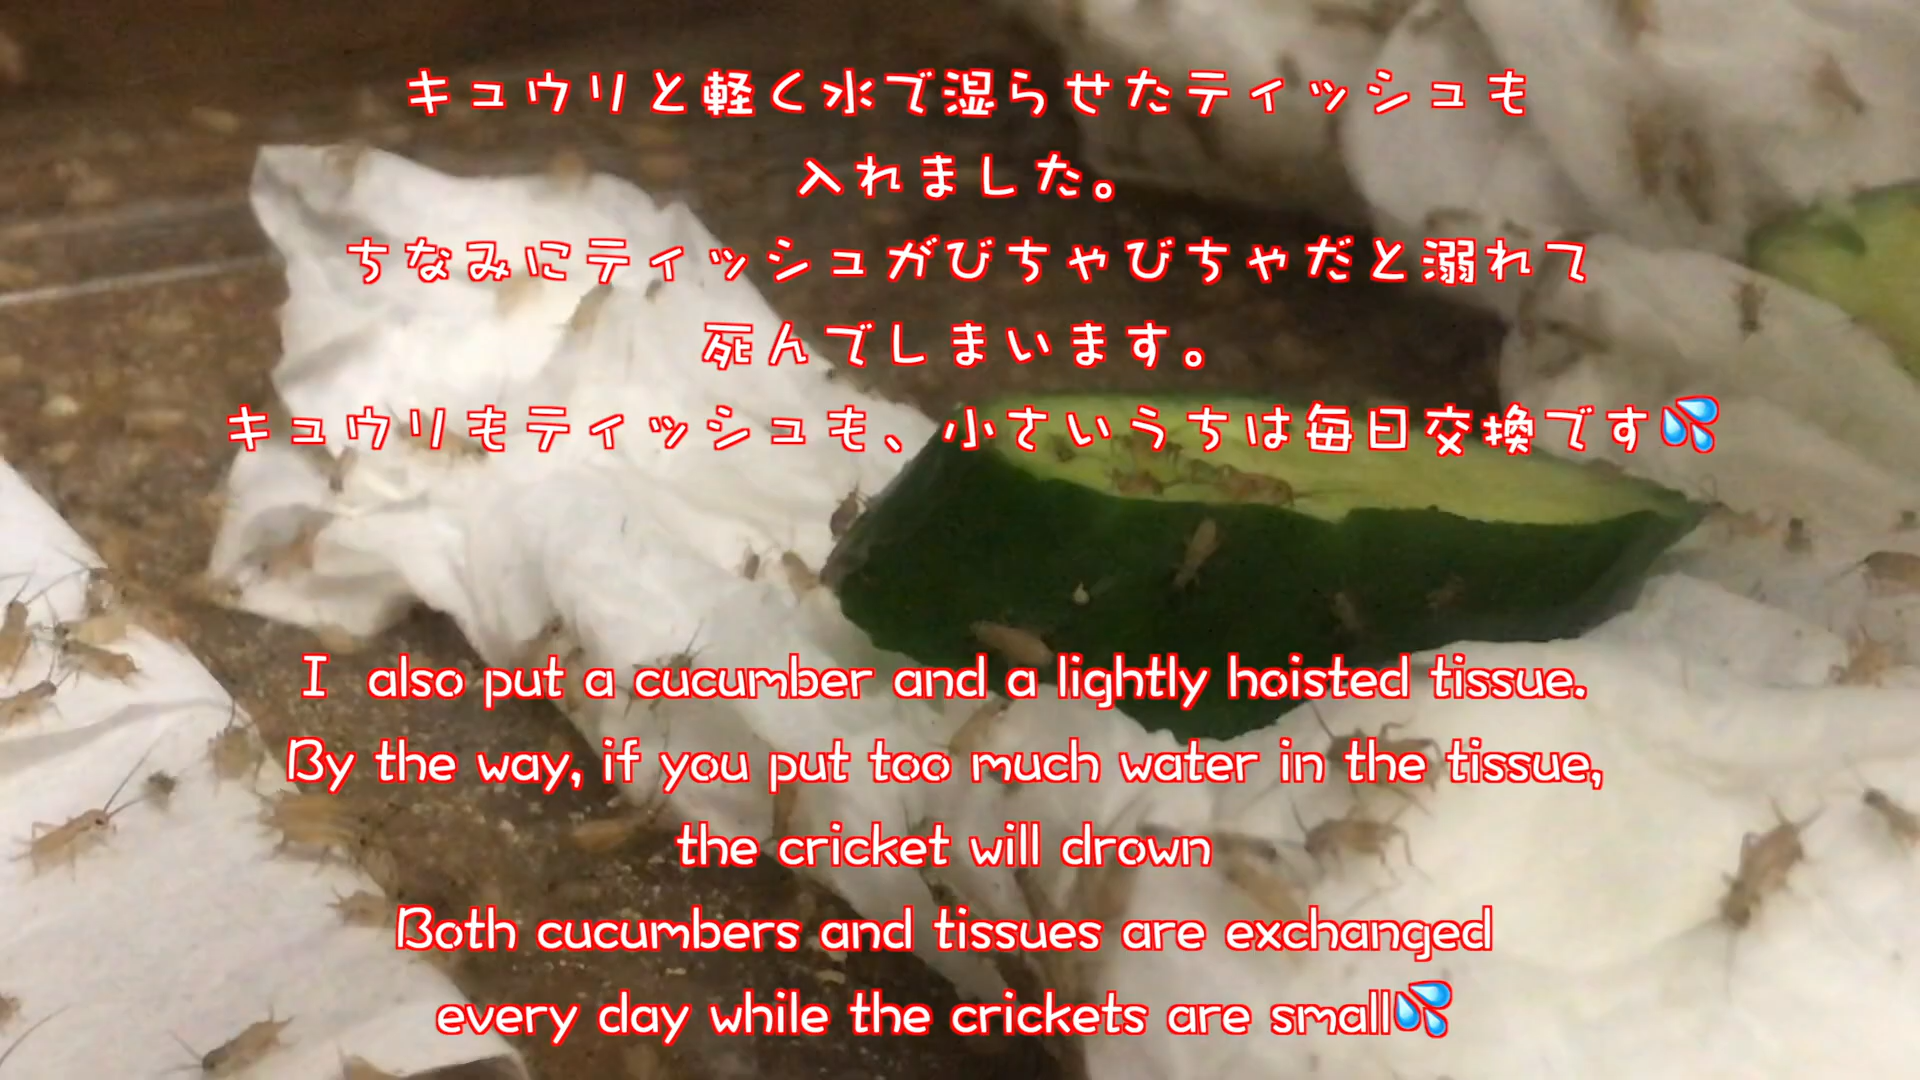 キュウリと軽く水で湿らせたティッシュも
入れました。
ちなみにティッシュがびちゃびちゃだと溺れて
死んでしまいます。
キュウリもティッシュも、小さいうちは毎日交換です💦
I also put a cucumber and a lightly hoisted tissue.
By the way, if you put too much water in the tissue,
the cricket will drown
Both cucumbers and tissues are exchanged
every day while the crickets are small💦